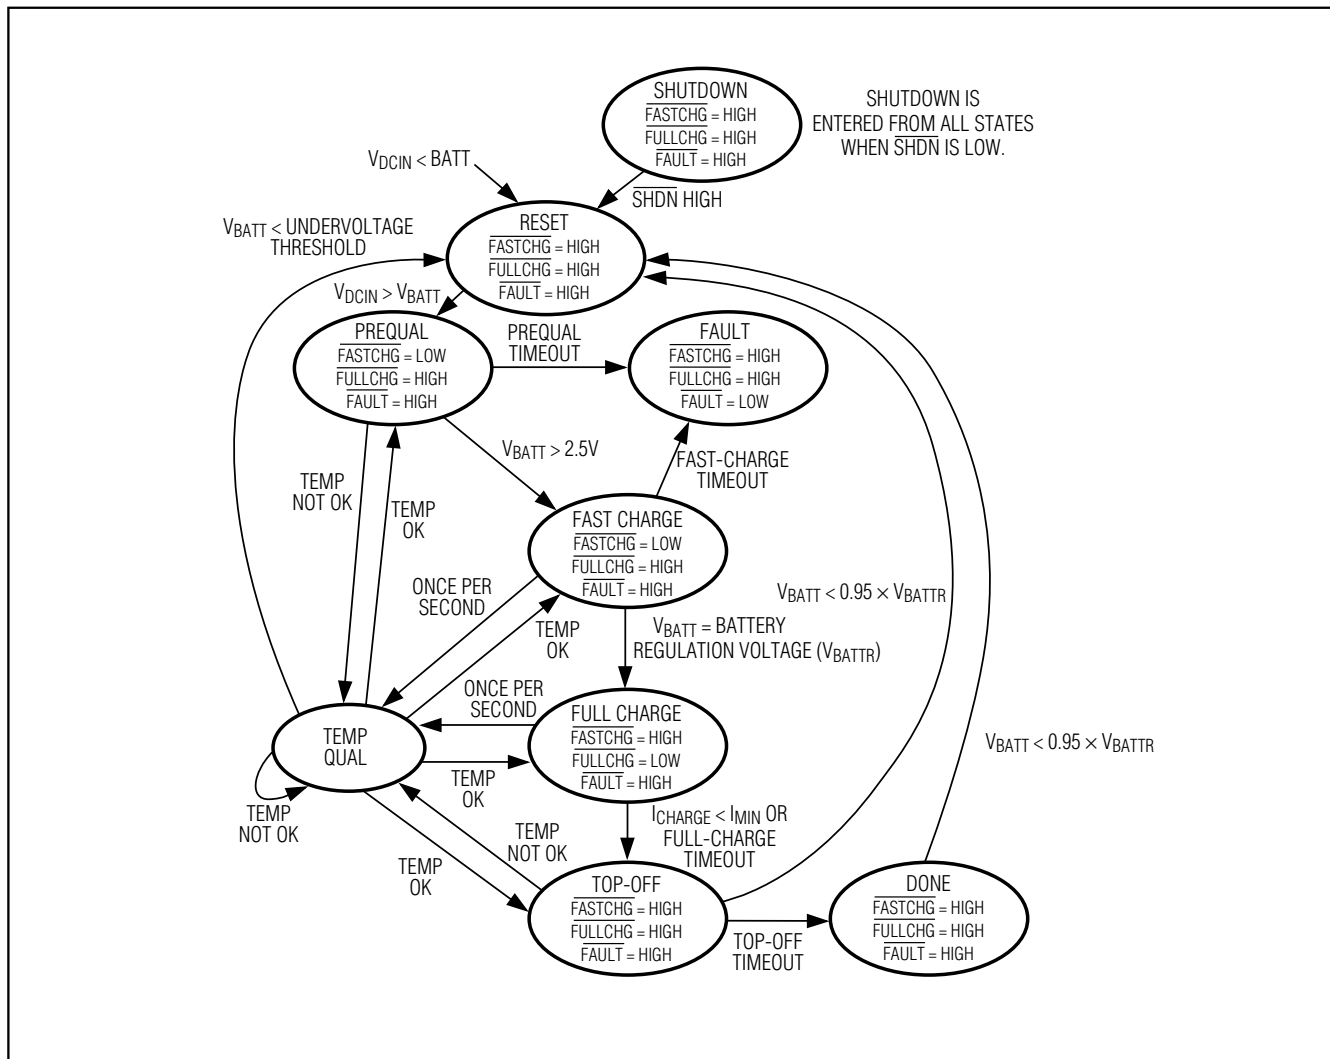 SHUTDOWN
FASTCHG = HIGH
FULLCHG = HIGH
FAULT = HIGH
SHUTDOWN IS
ENTERED FROM ALL STATES
WHEN SHDN IS LOW.
VDCIN < BATT
SHDN HIGH
RESET
FASTCHG = HIGH
FULLCHG = HIGH
FAULT = HIGH
VBATT < UNDERVOLTAGE
THRESHOLD
VDCIN > VBATT
PREQUAL
FASTCHG = LOW
FULLCHG = HIGH
FAULT = HIGH
PREQUAL
TIMEOUT
FAULT
FASTCHG = HIGH
FULLCHG = HIGH
FAULT = LOW
VBATT > 2.5V
FAST-CHARGE
TIMEOUT
TEMP
NOT OK
TEMP
OK
FAST CHARGE
FASTCHG = LOW
FULLCHG = HIGH
FAULT = HIGH
ONCE PER
SECOND
TEMP
OK
VBATT = BATTERY
REGULATION VOLTAGE (VBATTR)
VBATT < 0.95 × VBATTR
ONCE PER
SECOND
FULL CHARGE
FASTCHG = HIGH
FULLCHG = LOW
FAULT = HIGH
TEMP
QUAL
TEMP
OK
VBATT < 0.95 × VBATTR
TEMP
NOT OK
TEMP
OK
TEMP
NOT OK
ICHARGE < IMIN OR
FULL-CHARGE
TIMEOUT
TOP-OFF
FASTCHG = HIGH
FULLCHG = HIGH
FAULT = HIGH
TOP-OFF
TIMEOUT
DONE
FASTCHG = HIGH
FULLCHG = HIGH
FAULT = HIGH